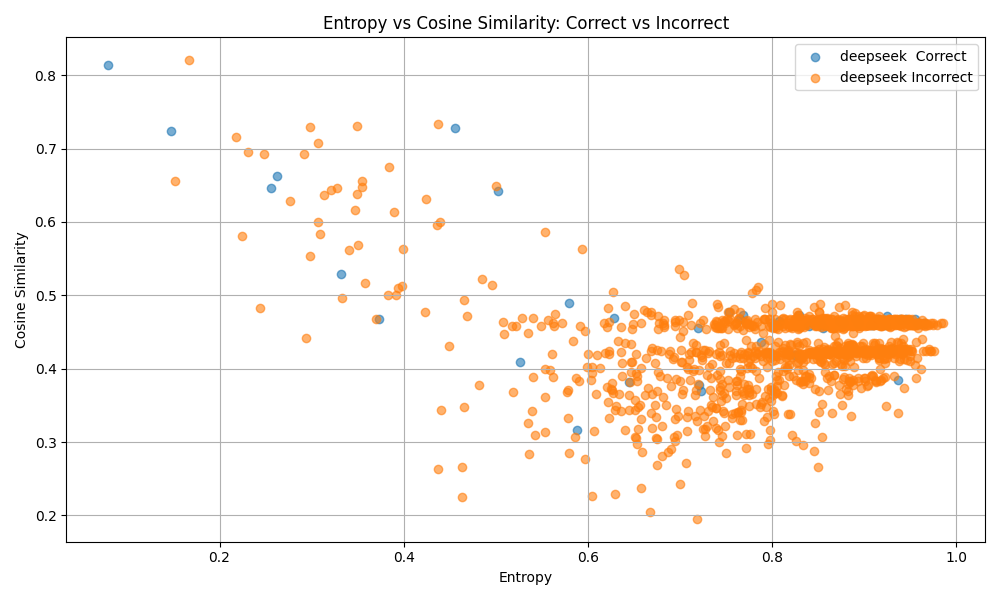 Entropy vs Cosine Similarity: Correct vs Incorrect
deepseek  Correct
deepseek Incorrect
Cosine Similarity
0.8
0.7
0.6
0.5
0.4
0.3
0.2
0.2 0.4 0.6 0.8 1.0
Entropy